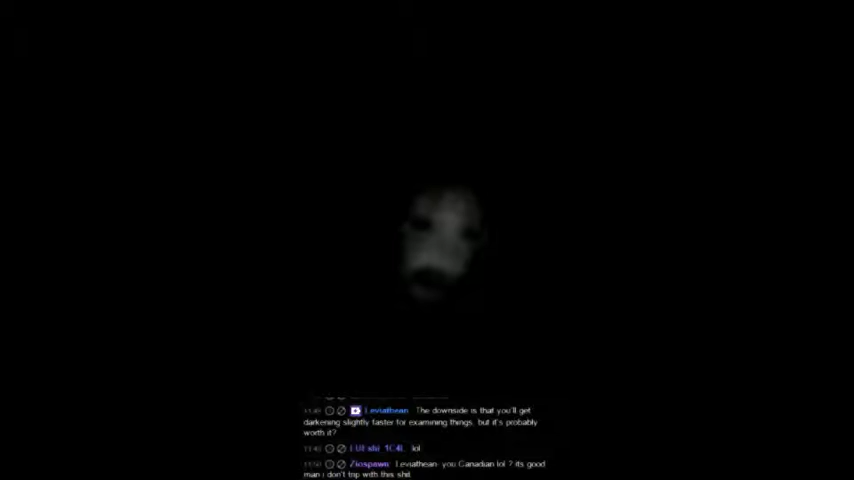 Leviathean The downside is that you'll get
darkening slightly faster for examining things, but it's probably
worth it?
lol
Leviathean you Canadian lol ? its good
man i don't trip with this shit